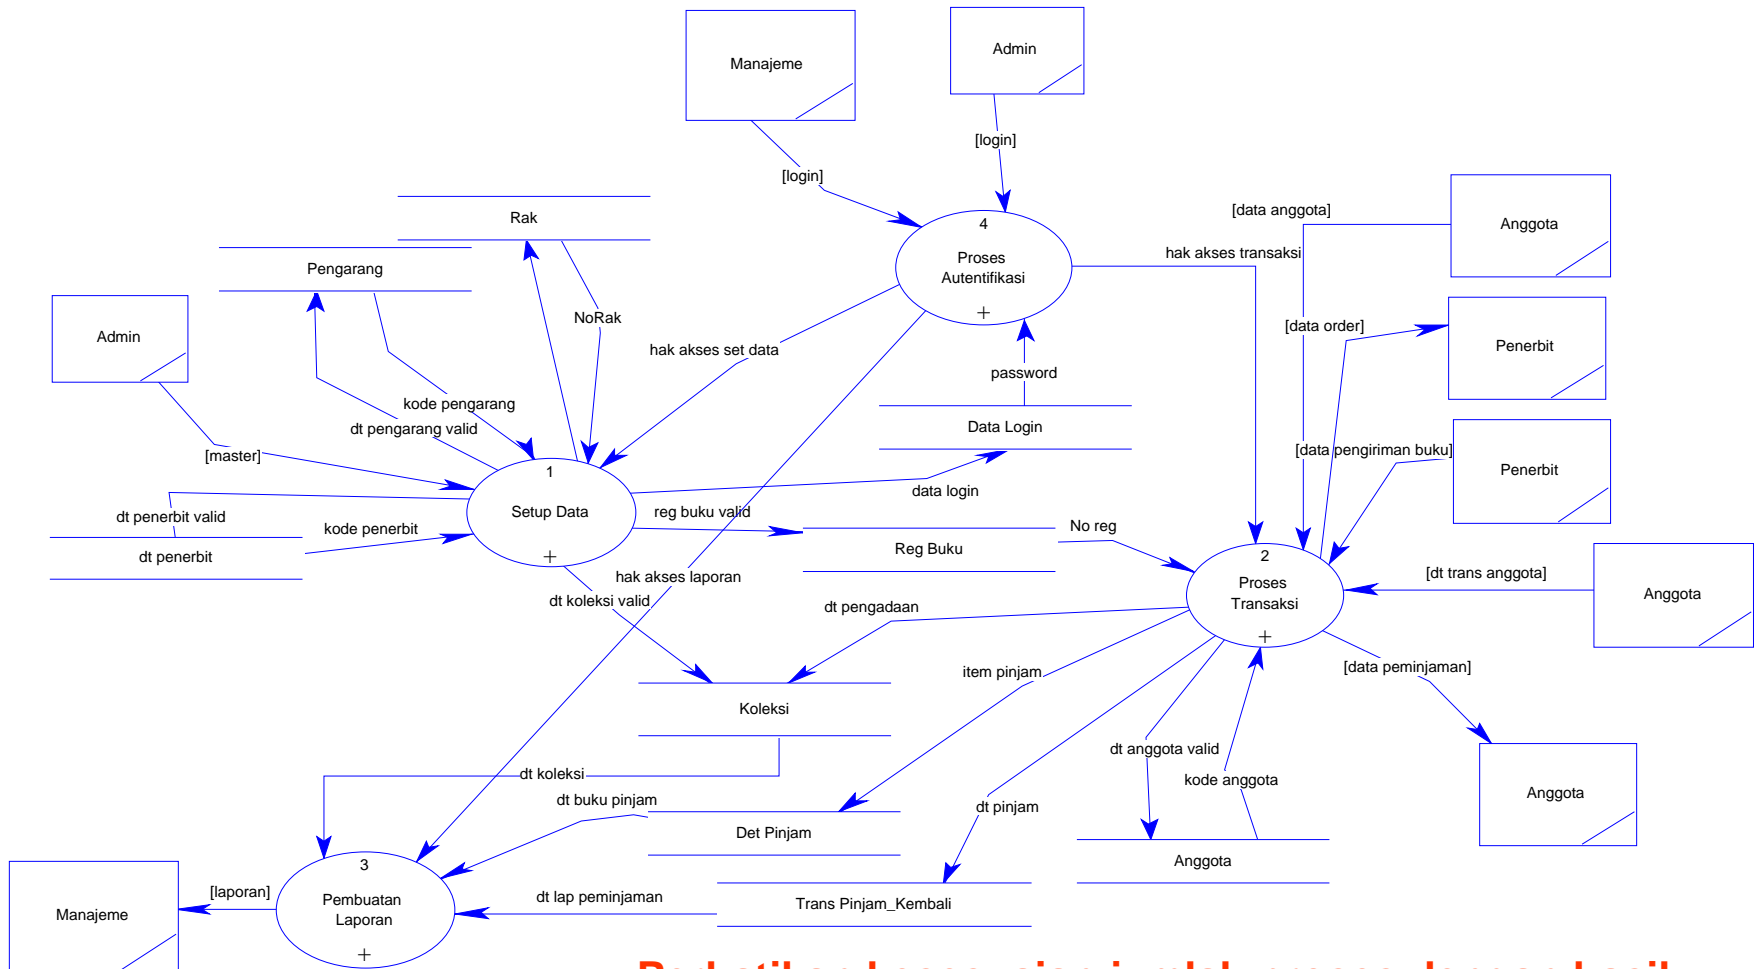 Manajeme
Admin
[login]
[login]
Rak
Pengarang
Admin
NoRak
4
Proses
Autentifikasi
+
[data anggota]
Anggota
hak akses transaksi
[data order]
Penerbit
hak akses set data
password
kode pengarang
dt pengarang valid
[master]
Data Login
[data pengiriman buku]
Penerbit
1
Setup Data
+
data login
dt penerbit valid
kode penerbit
dt penerbit
reg buku valid
Reg Buku
No reg
2
Proses
Transaksi
+
[dt trans anggota]
Anggota
hak akses laporan
dt koleksi valid
dt pengadaan
item pinjam
[data peminjaman]
Koleksi
dt anggota valid
kode anggota
Anggota
dt koleksi
dt buku pinjam
dt pinjam
Det Pinjam
Anggota
3
Pembuatan
Laporan
+
[laporan]
Manajeme
dt lap peminjaman
Trans Pinjam_Kembali